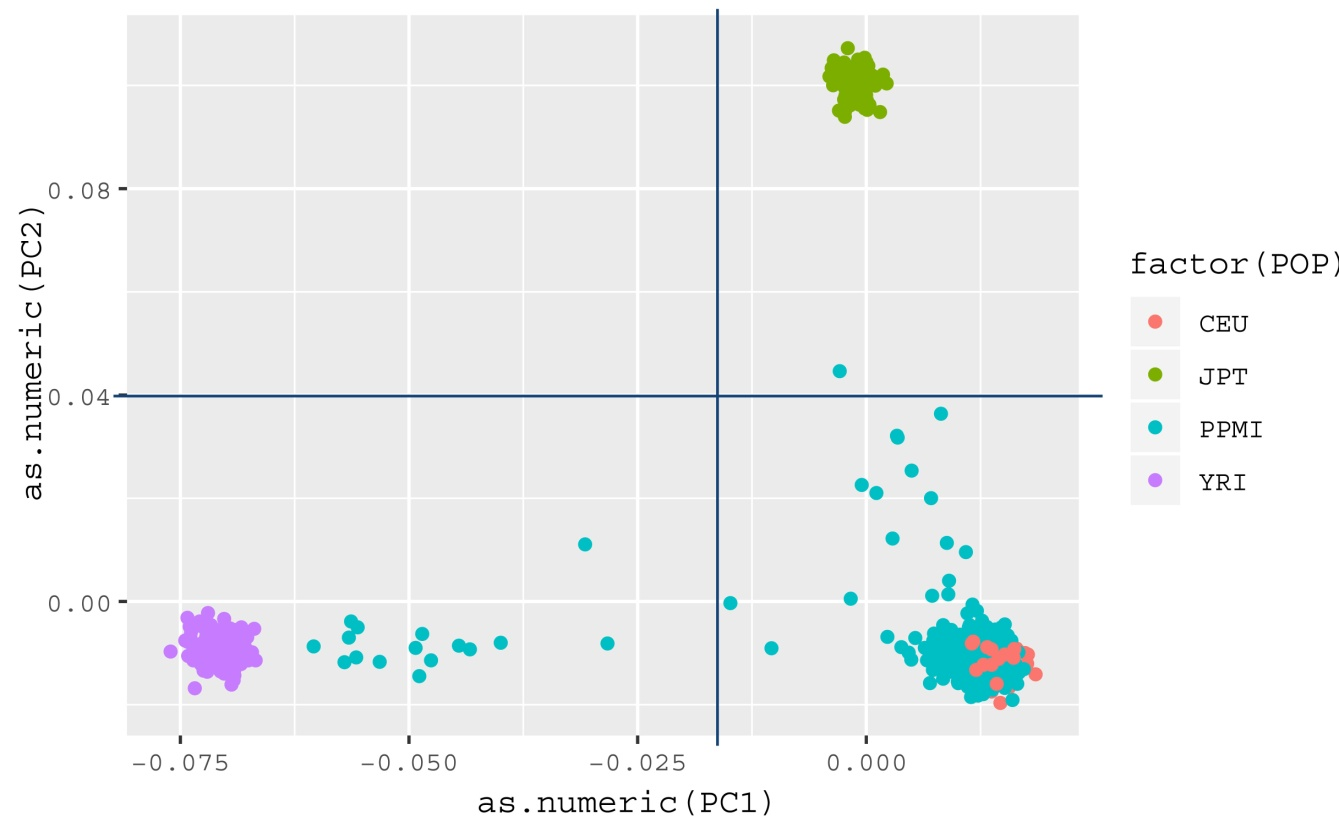 as.numeric(PC2)
0.08
0.04
0.00
-0.075
-0.050
-0.025
0.000
as.numeric(PC1)
factor(POP)
CEU
JPT
PPMI
YRI